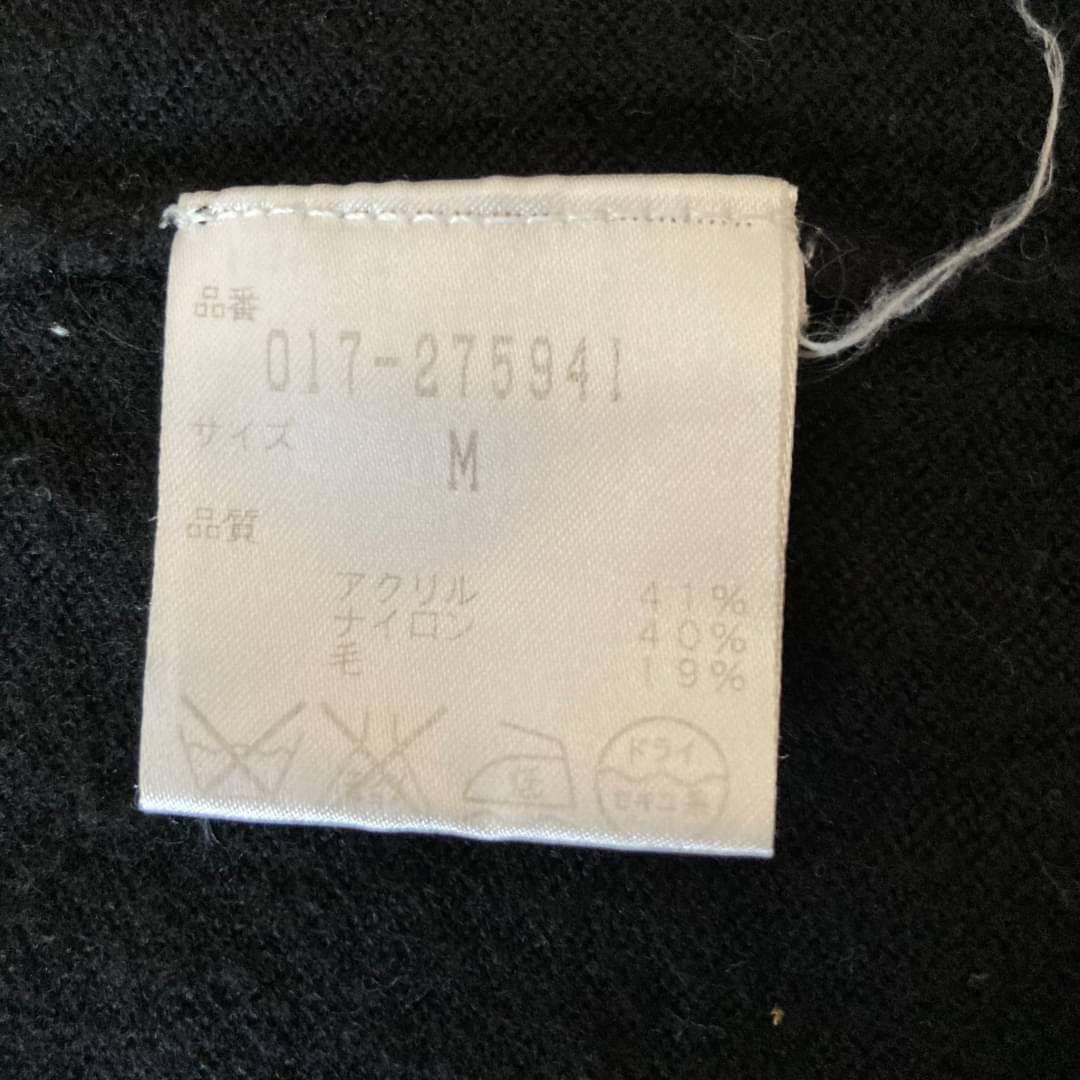 品番
017-275941
サイズ
M
品質
アクリル 41%
ナイロン 40%
毛 19%
低
ドライ
セキユ系